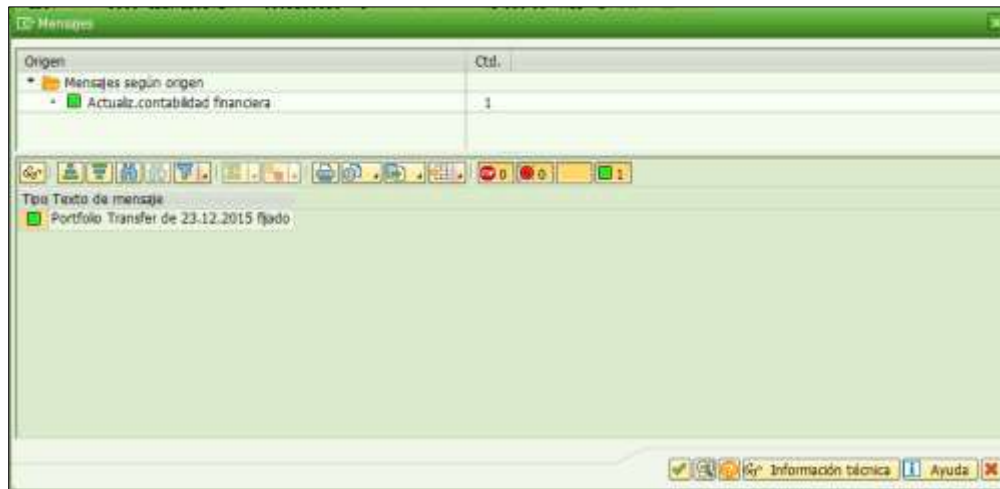 Mensajes
Origen Ctd.
Mensajes según origen
Actualiz.contabilidad financiera 1
0 0 1
Tipo Texto de mensaje
Portfolio Transfer de 23.12.2015 fijado
Información técnica Ayuda